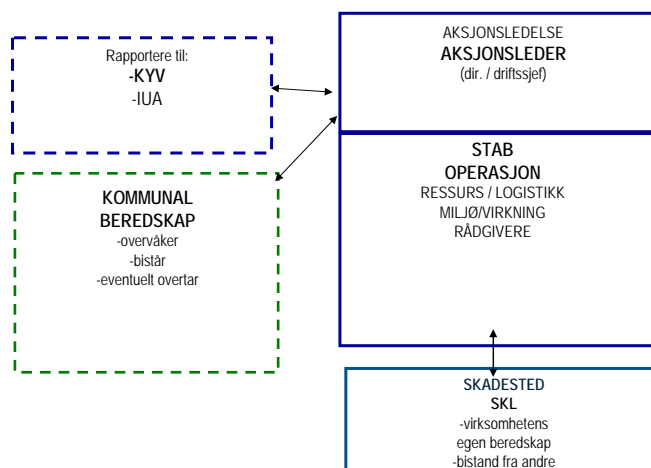 Rapportere til:
-KYV
-IUA
AKSJONSLEDELSE
AKSJONSLEDER
(dir. / driftssjef)
KOMMUNAL
BEREDSKAP
-overvåker
-bistår
-eventuelt overtar
STAB
OPERASJON
RESSURS / LOGISTIKK
MILJØ/VIRKNING
RÅDGIVERE
SKADESTED
SKL
-virksomhetens
egen beredskap
-bistand fra andre